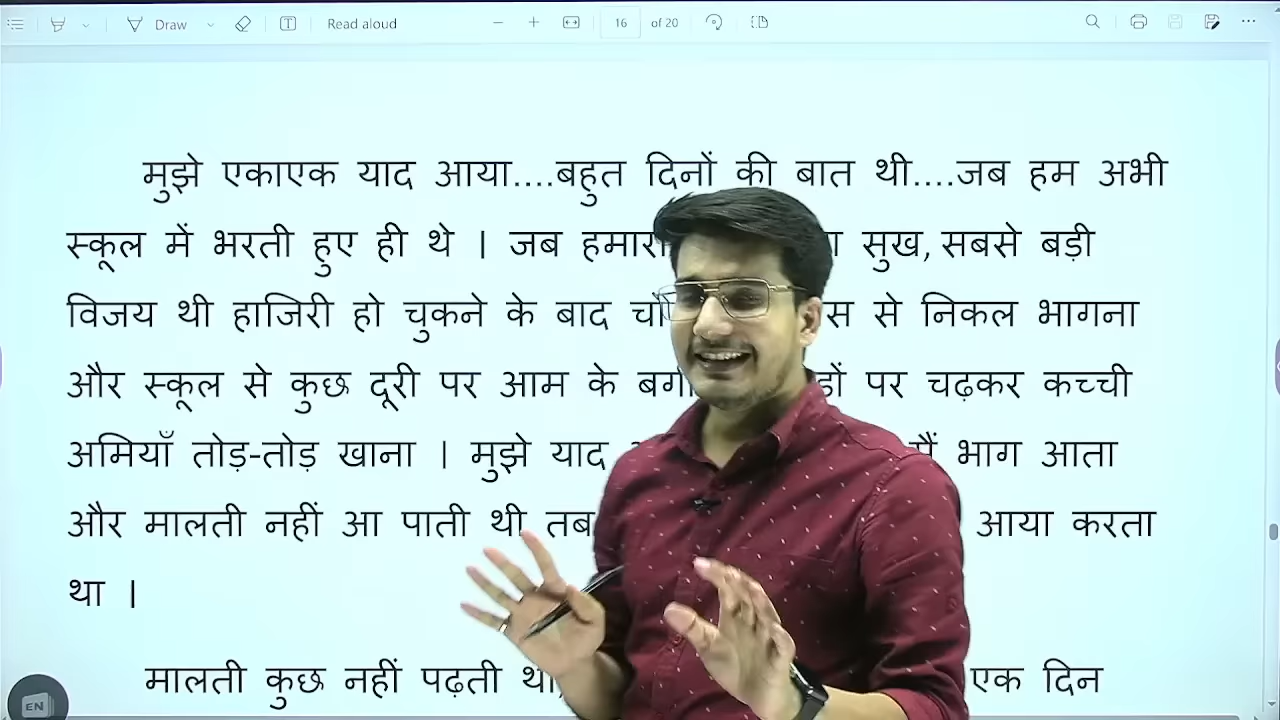 Draw Read aloud 16 of 20
मुझे एकाएक याद आया....बहुत दिनों की बात थी....जब हम अभी
स्कूल में भरती हुए ही थे । जब सुख, सबसे बड़ी
विजय थी हाजिरी हो चुकने के बाद से निकल भागना
और स्कूल से कुछ दूरी पर आम के पर चढ़कर कच्ची
अमियाँ तोड़-तोड़ खाना । मुझे याद भाग आता
और मालती नहीं आ पाती थी तब आया करता
था ।
मालती कुछ नहीं पढ़ती एक दिन
EN